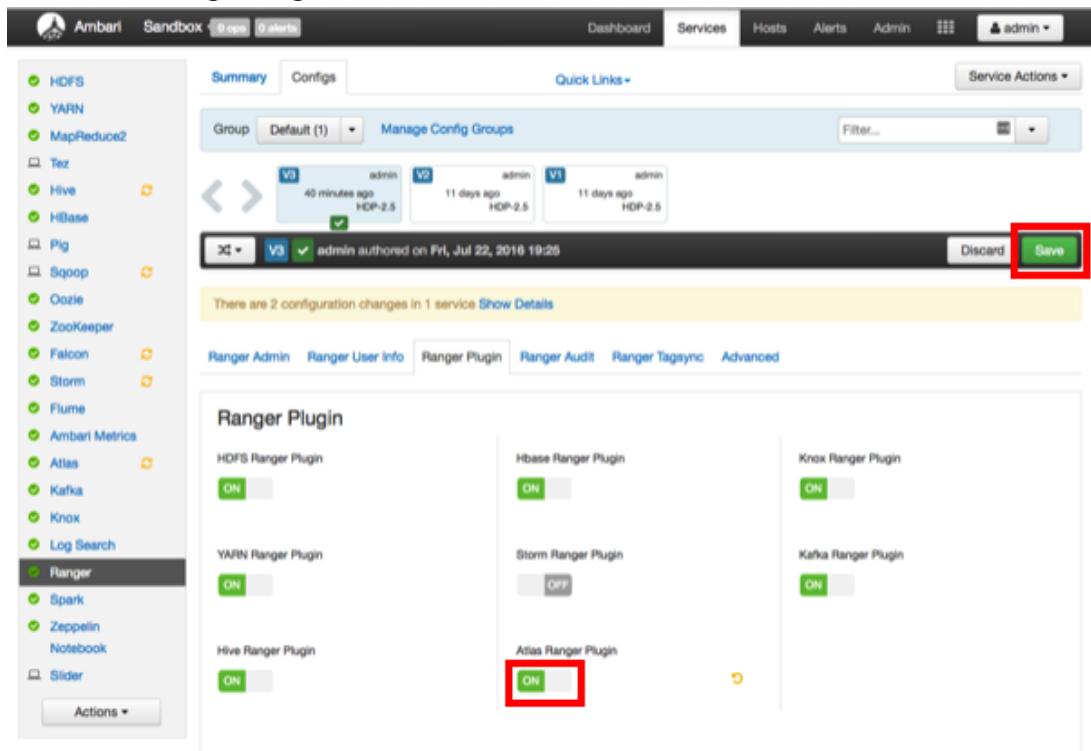 Ambari Sandbox 0 ops 0 alerts Dashboard Services Hosts Alerts Admin admin
HDFS
YARN
MapReduce2
Tez
Hive
HBase
Pig
Sqoop
Oozie
ZooKeeper
Falcon
Storm
Flume
Ambari Metrics
Atlas
Kafka
Knox
Log Search
Ranger
Spark
Zeppelin
Notebook
Slider
Actions
Summary Configs Quick Links Service Actions
Group Default (1) Manage Config Groups Filter...
V3 admin
40 minutes ago
HDP-2.5
V2 admin
11 days ago
HDP-2.5
V1 admin
11 days ago
HDP-2.5
V3 admin authored on Fri, Jul 22, 2016 19:25 Discard Save
There are 2 configuration changes in 1 service Show Details
Ranger Admin Ranger User Info Ranger Plugin Ranger Audit Ranger Tagsync Advanced
Ranger Plugin
HDFS Ranger Plugin Hbase Ranger Plugin Knox Ranger Plugin
ON ON ON
YARN Ranger Plugin Storm Ranger Plugin Kafka Ranger Plugin
ON OFF ON
Hive Ranger Plugin Atlas Ranger Plugin
ON ON